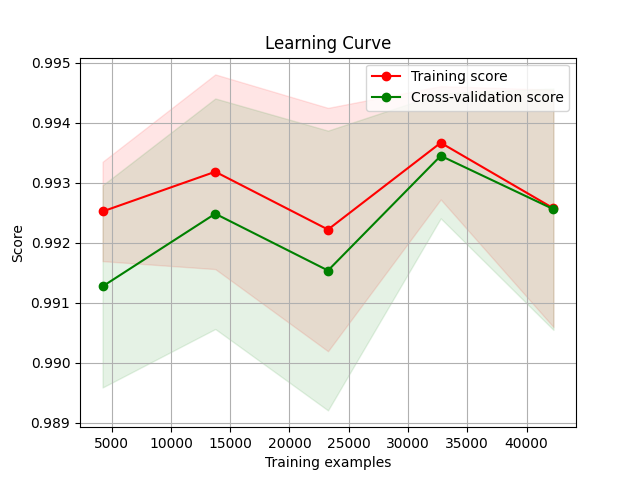 Learning Curve
Training score
Cross-validation score
0.995
0.994
0.993
0.992
0.991
0.990
0.989
Score
5000 10000 15000 20000 25000 30000 35000 40000
Training examples